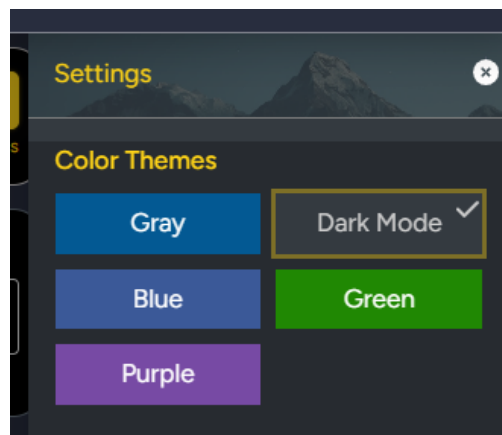 Settings
Color Themes
Gray
Dark Mode
Blue
Green
Purple